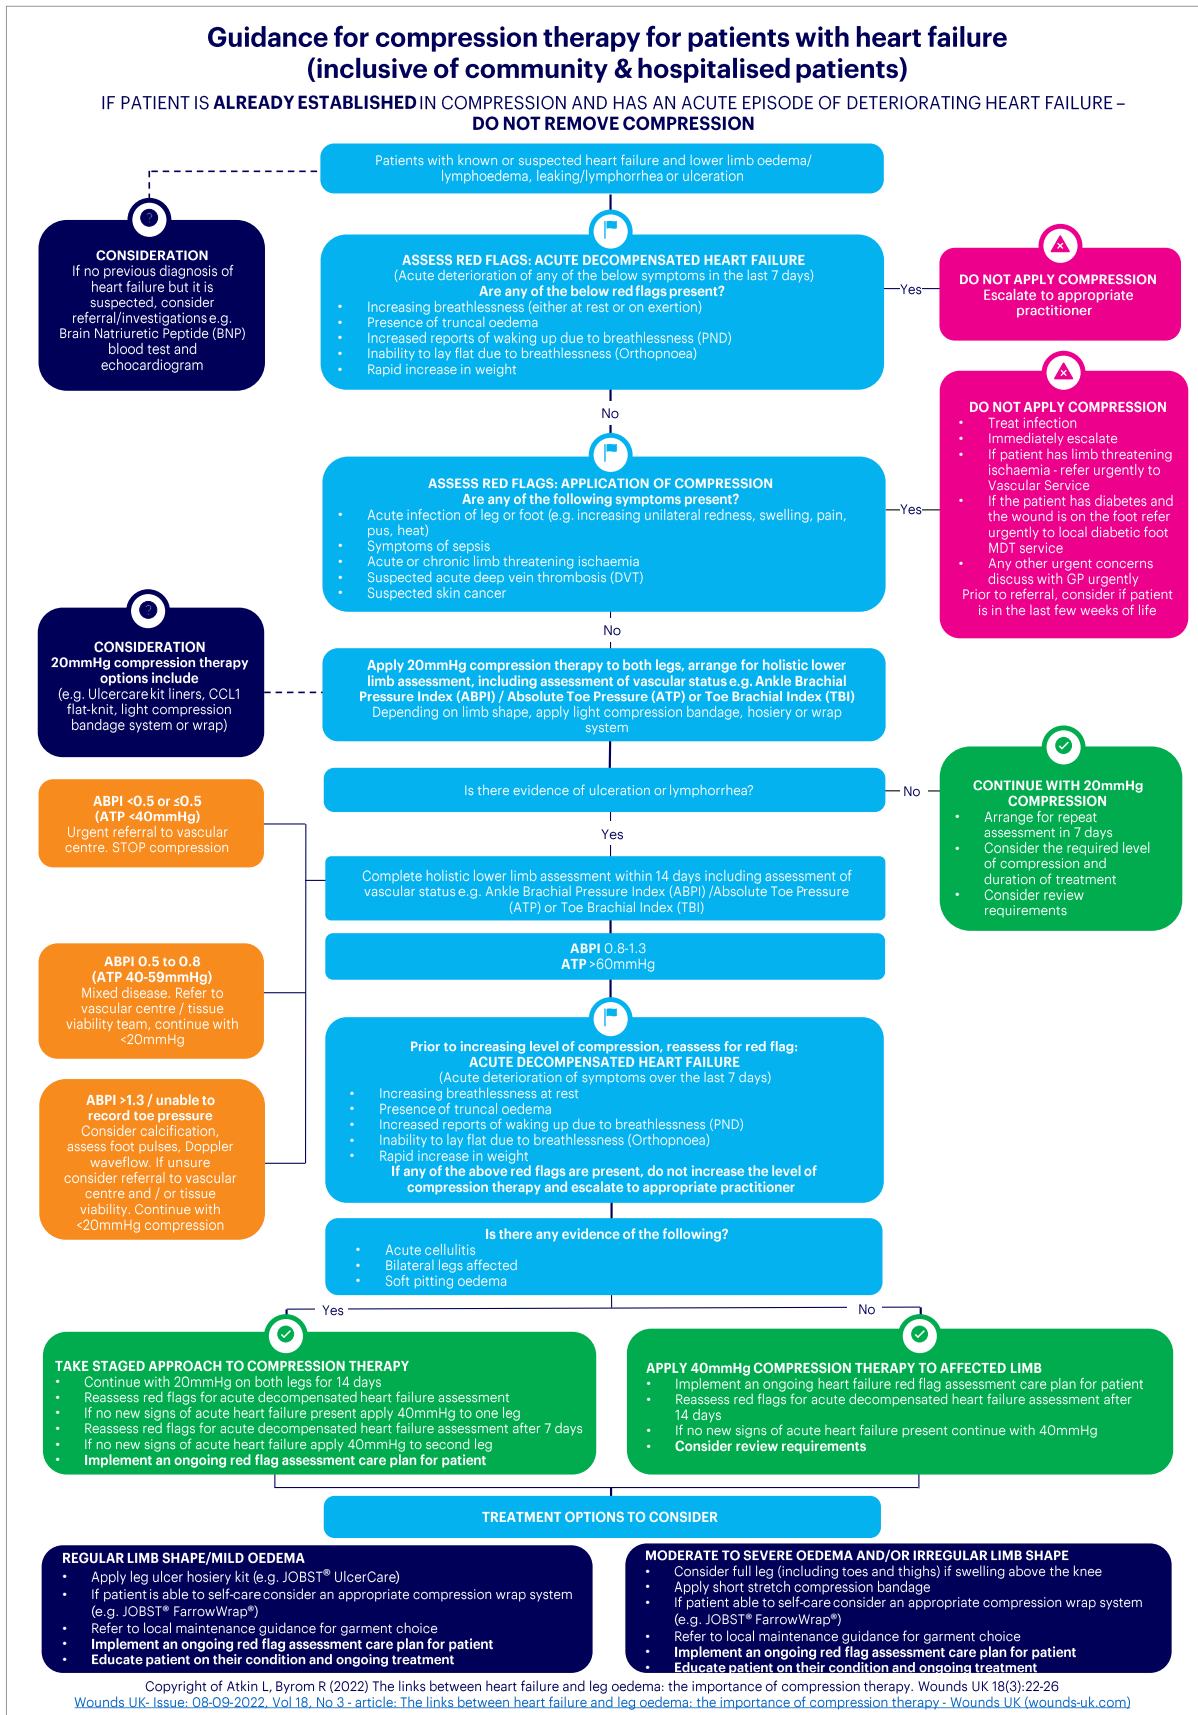 Guidance for compression therapy for patients with heart failure
(inclusive of community & hospitalised patients)
IF PATIENT IS ALREADY ESTABLISHED IN COMPRESSION AND HAS AN ACUTE EPISODE OF DETERIORATING HEART FAILURE –
DO NOT REMOVE COMPRESSION
Patients with known or suspected heart failure and lower limb oedema/
lymphoedema, leaking/lymphorrhea or ulceration
?
CONSIDERATION
If no previous diagnosis of
heart failure but it is
suspected, consider
referral/investigations e.g.
Brain Natriuretic Peptide (BNP)
blood test and
echocardiogram
ASSESS RED FLAGS: ACUTE DECOMPENSATED HEART FAILURE
(Acute deterioration of any of the below symptoms in the last 7 days)
Are any of the below red flags present?
• Increasing breathlessness (either at rest or on exertion)
• Presence of truncal oedema
• Increased reports of waking up due to breathlessness (PND)
• Inability to lay flat due to breathlessness (Orthopnoea)
• Rapid increase in weight
Yes
DO NOT APPLY COMPRESSION
Escalate to appropriate
practitioner
No
ASSESS RED FLAGS: APPLICATION OF COMPRESSION
Are any of the following symptoms present?
• Acute infection of leg or foot (e.g. increasing unilateral redness, swelling, pain,
pus, heat)
• Symptoms of sepsis
• Acute or chronic limb threatening ischaemia
• Suspected acute deep vein thrombosis (DVT)
• Suspected skin cancer
Yes
DO NOT APPLY COMPRESSION
• Treat infection
• Immediately escalate
• If patient has limb threatening
ischaemia - refer urgently to
Vascular Service
• If the patient has diabetes and
the wound is on the foot refer
urgently to local diabetic foot
MDT service
• Any other urgent concerns
discuss with GP urgently
Prior to referral, consider if patient
is in the last few weeks of life
No
?
CONSIDERATION
20mmHg compression therapy
options include
(e.g. Ulcercare kit liners, CCL1
flat-knit, light compression
bandage system or wrap)
Apply 20mmHg compression therapy to both legs, arrange for holistic lower
limb assessment, including assessment of vascular status e.g. Ankle Brachial
Pressure Index (ABPI) / Absolute Toe Pressure (ATP) or Toe Brachial Index (TBI)
Depending on limb shape, apply light compression bandage, hosiery or wrap
system
Is there evidence of ulceration or lymphorrhea?
No
CONTINUE WITH 20mmHg
COMPRESSION
• Arrange for repeat
assessment in 7 days
• Consider the required level
of compression and
duration of treatment
• Consider review
requirements
Yes
ABPI <0.5 or ≤0.5
(ATP <40mmHg)
Urgent referral to vascular
centre. STOP compression
Complete holistic lower limb assessment within 14 days including assessment of
vascular status e.g. Ankle Brachial Pressure Index (ABPI) /Absolute Toe Pressure
(ATP) or Toe Brachial Index (TBI)
ABPI 0.8-1.3
ATP >60mmHg
ABPI 0.5 to 0.8
(ATP 40-59mmHg)
Mixed disease. Refer to
vascular centre / tissue
viability team, continue with
<20mmHg
ABPI >1.3 / unable to
record toe pressure
Consider calcification,
assess foot pulses, Doppler
waveflow. If unsure
consider referral to vascular
centre and / or tissue
viability. Continue with
<20mmHg compression
Prior to increasing level of compression, reassess for red flag:
ACUTE DECOMPENSATED HEART FAILURE
(Acute deterioration of symptoms over the last 7 days)
• Increasing breathlessness at rest
• Presence of truncal oedema
• Increased reports of waking up due to breathlessness (PND)
• Inability to lay flat due to breathlessness (Orthopnoea)
• Rapid increase in weight
If any of the above red flags are present, do not increase the level of
compression therapy and escalate to appropriate practitioner
Is there any evidence of the following?
• Acute cellulitis
• Bilateral legs affected
• Soft pitting oedema
Yes
No
TAKE STAGED APPROACH TO COMPRESSION THERAPY
• Continue with 20mmHg on both legs for 14 days
• Reassess red flags for acute decompensated heart failure assessment
• If no new signs of acute heart failure present apply 40mmHg to one leg
• Reassess red flags for acute decompensated heart failure assessment after 7 days
• If no new signs of acute heart failure apply 40mmHg to second leg
• Implement an ongoing red flag assessment care plan for patient
APPLY 40mmHg COMPRESSION THERAPY TO AFFECTED LIMB
• Implement an ongoing heart failure red flag assessment care plan for patient
• Reassess red flags for acute decompensated heart failure assessment after
14 days
• If no new signs of acute heart failure present continue with 40mmHg
• Consider review requirements
TREATMENT OPTIONS TO CONSIDER
REGULAR LIMB SHAPE/MILD OEDEMA
• Apply leg ulcer hosiery kit (e.g. JOBST® UlcerCare)
• If patient is able to self-care consider an appropriate compression wrap system
(e.g. JOBST® FarrowWrap®)
• Refer to local maintenance guidance for garment choice
• Implement an ongoing red flag assessment care plan for patient
• Educate patient on their condition and ongoing treatment
MODERATE TO SEVERE OEDEMA AND/OR IRREGULAR LIMB SHAPE
• Consider full leg (including toes and thighs) if swelling above the knee
• Apply short stretch compression bandage
• If patient able to self-care consider an appropriate compression wrap system
(e.g. JOBST® FarrowWrap®)
• Refer to local maintenance guidance for garment choice
• Implement an ongoing red flag assessment care plan for patient
• Educate patient on their condition and ongoing treatment
Copyright of Atkin L, Byrom R (2022) The links between heart failure and leg oedema: the importance of compression therapy. Wounds UK 18(3):22-26
Wounds UK- Issue: 08-09-2022, Vol 18, No 3 - article: The links between heart failure and leg oedema: the importance of compression therapy - Wounds UK (wounds-uk.com)